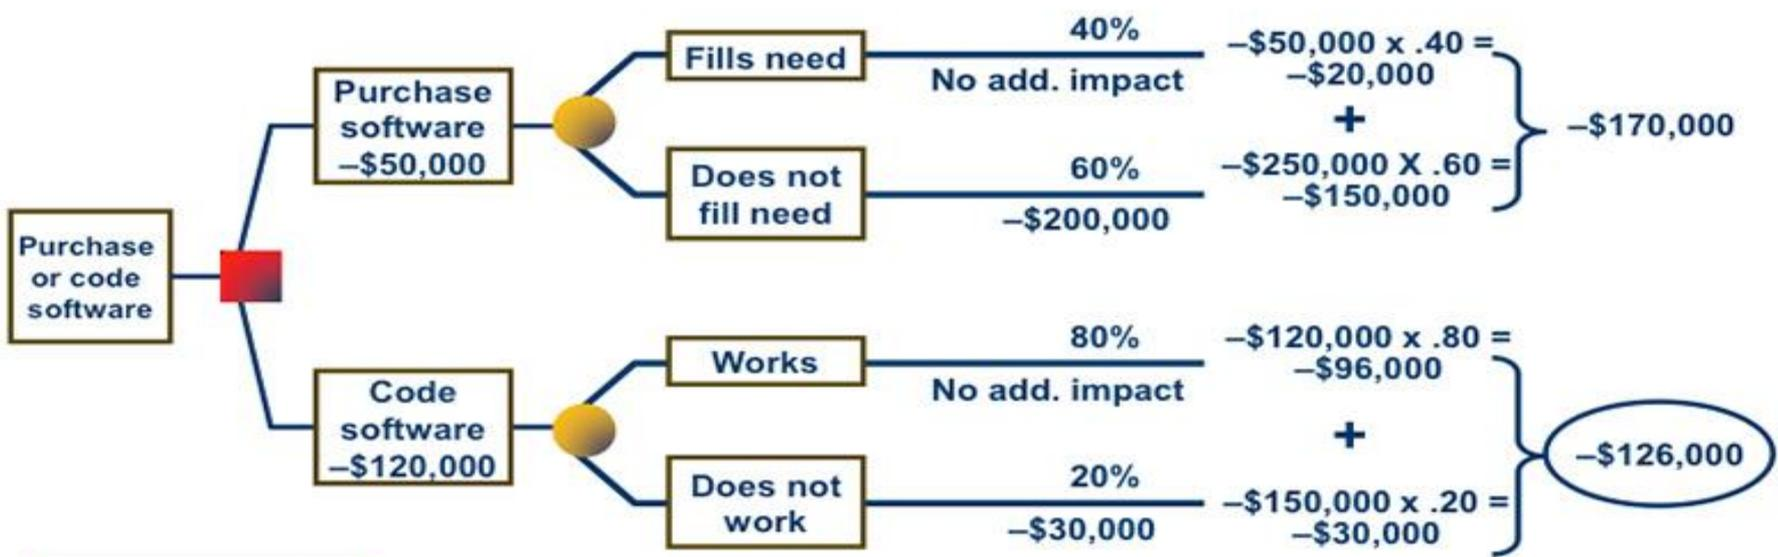 Purchase
or code
software
Purchase
software
–$50,000
Fills need
40%
No add. impact
–$50,000 x .40 =
–$20,000
+
Does not
fill need
60%
–$200,000
–$250,000 X .60 =
–$150,000
–$170,000
Code
software
–$120,000
Works
80%
No add. impact
–$120,000 x .80 =
–$96,000
+
Does not
work
20%
–$30,000
–$150,000 x .20 =
–$30,000
–$126,000